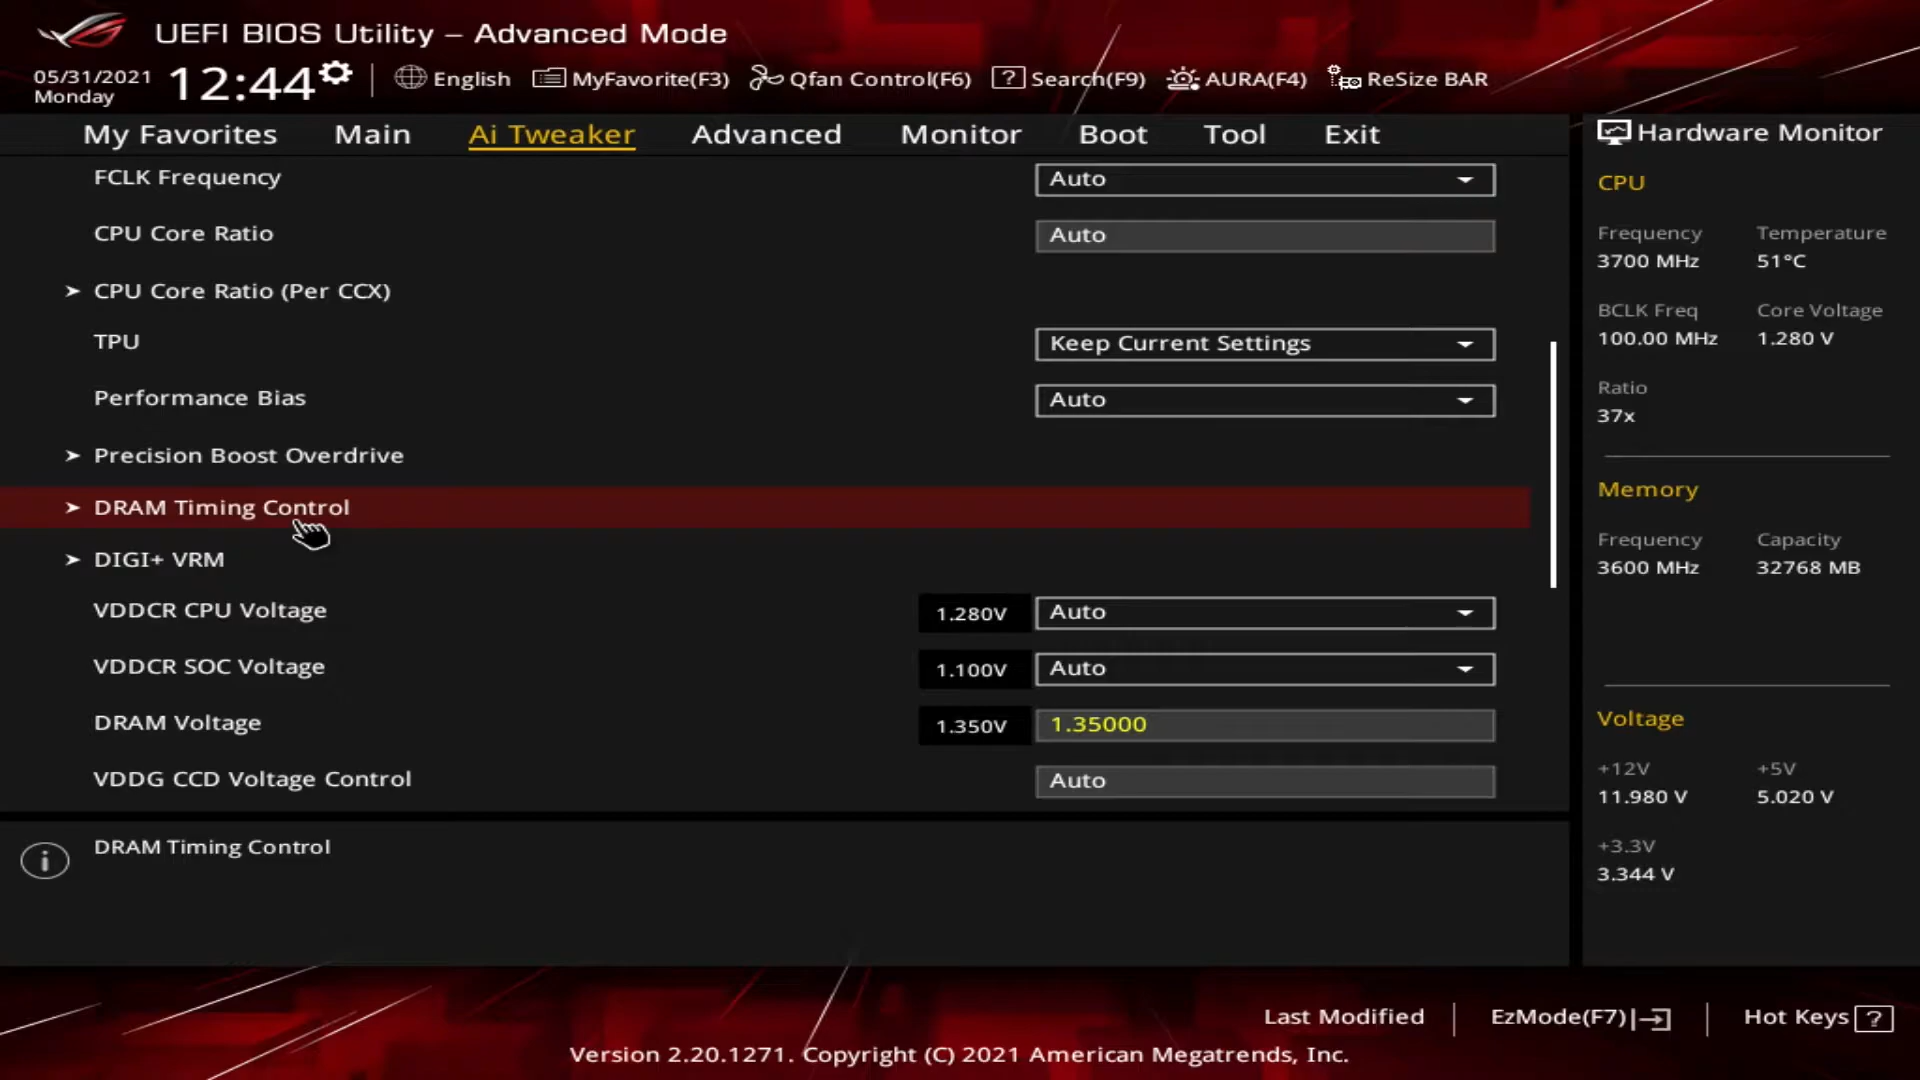 UEFI BIOS Utility – Advanced Mode
05/31/2021
Monday
12:44
English
MyFavorite(F3)
Qfan Control(F6)
? Search(F9)
AURA(F4)
ReSize BAR
My Favorites
Main
Ai Tweaker
Advanced
Monitor
Boot
Tool
Exit
FCLK Frequency Auto
CPU Core Ratio Auto
CPU Core Ratio (Per CCX)
TPU Keep Current Settings
Performance Bias Auto
Precision Boost Overdrive
DRAM Timing Control
DIGI+ VRM
VDDCR CPU Voltage 1.280V Auto
VDDCR SOC Voltage 1.100V Auto
DRAM Voltage 1.350V 1.35000
VDDG CCD Voltage Control Auto
i DRAM Timing Control
Hardware Monitor
CPU
Frequency Temperature
3700 MHz 51°C
BCLK Freq Core Voltage
100.00 MHz 1.280 V
Ratio
37x
Memory
Frequency Capacity
3600 MHz 32768 MB
Voltage
+12V +5V
11.980 V 5.020 V
+3.3V
3.344 V
Last Modified
EzMode(F7)
Hot Keys ?
Version 2.20.1271. Copyright (C) 2021 American Megatrends, Inc.